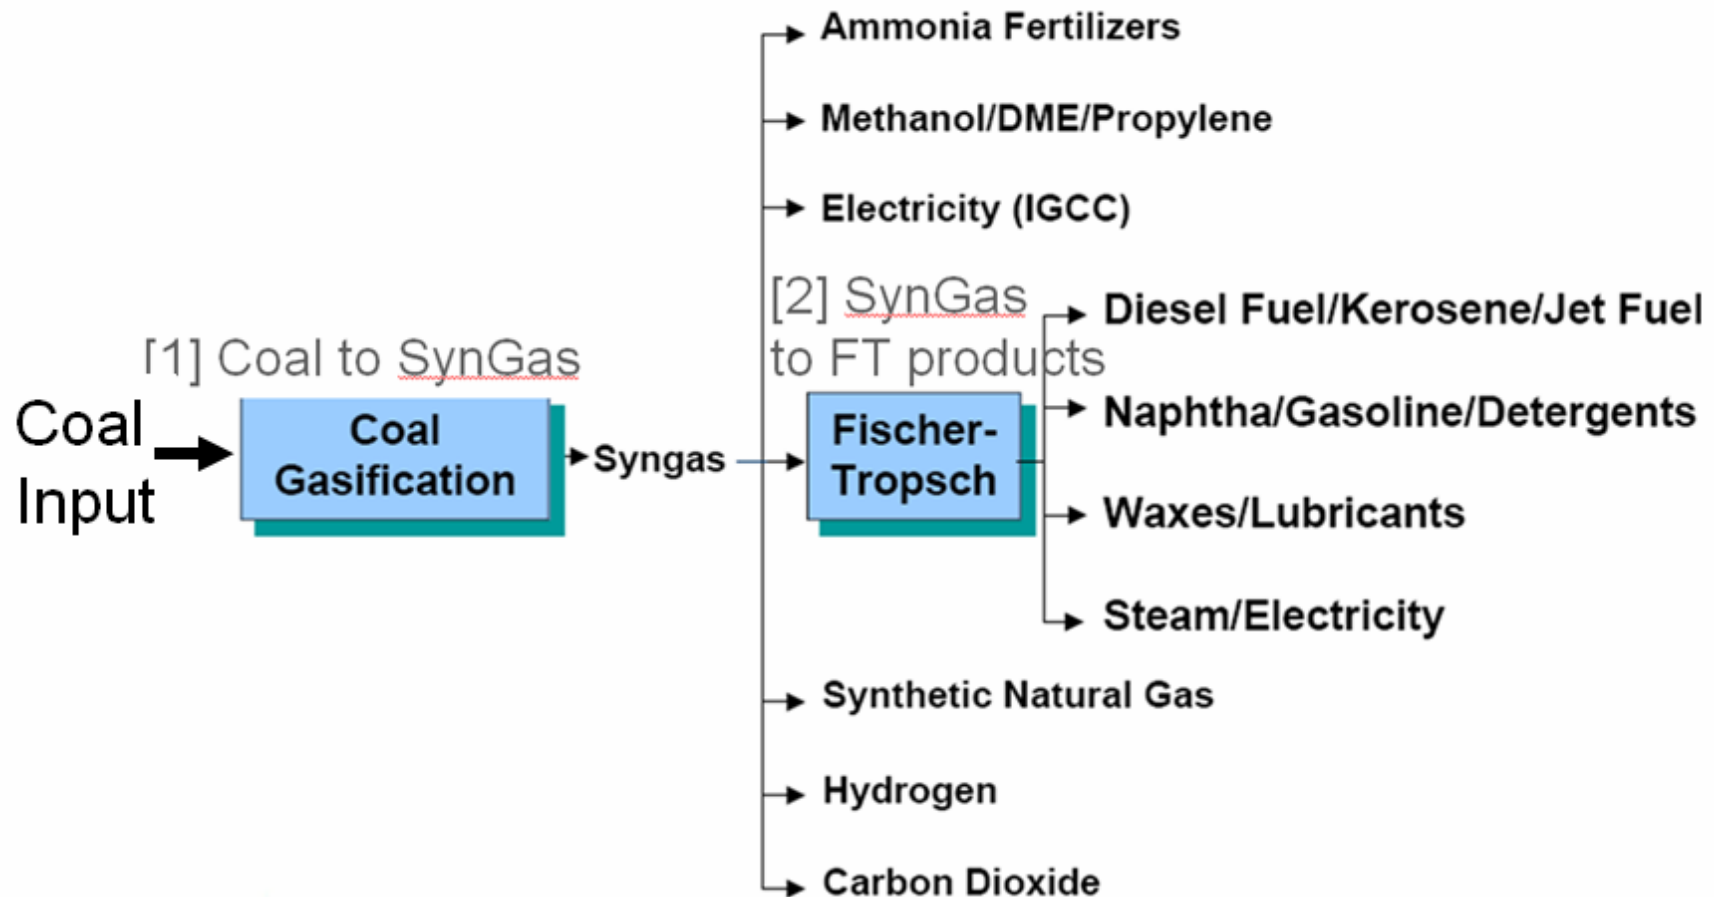 Ammonia Fertilizers
Methanol/DME/Propylene
Electricity (IGCC)
[2] SynGas
to FT products
[1] Coal to SynGas
Coal
Input
Coal
Gasification
Syngas
Fischer-
Tropsch
Diesel Fuel/Kerosene/Jet Fuel
Naphtha/Gasoline/Detergents
Waxes/Lubricants
Steam/Electricity
Synthetic Natural Gas
Hydrogen
Carbon Dioxide